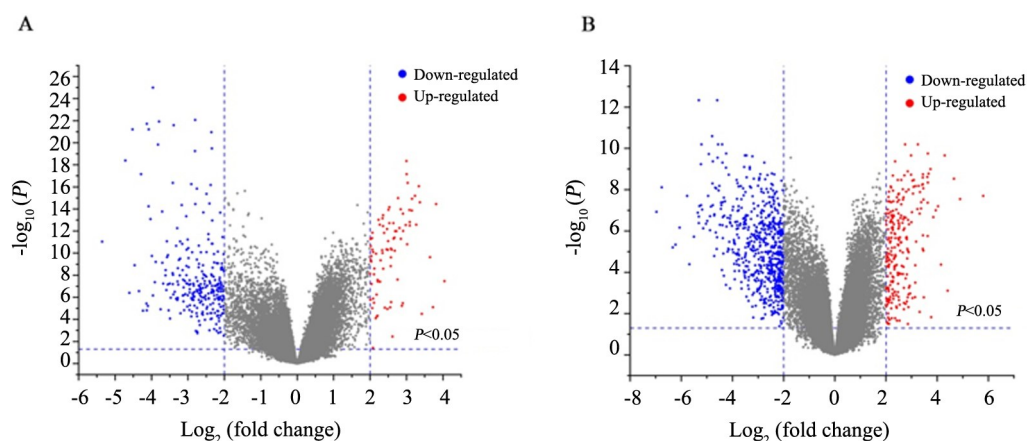 A
26
24
22
20
18
16
14
12
10
8
6
4
2
0
-log10 (P)
Down-regulated
Up-regulated
P<0.05
-6 -5 -4 -3 -2 -1 -0 1 2 3 4
Log2 (fold change)
B
14
12
10
8
6
4
2
0
-log10 (P)
Down-regulated
Up-regulated
P<0.05
-8 -6 -4 -2 0 2 4 6 8
Log2 (fold change)